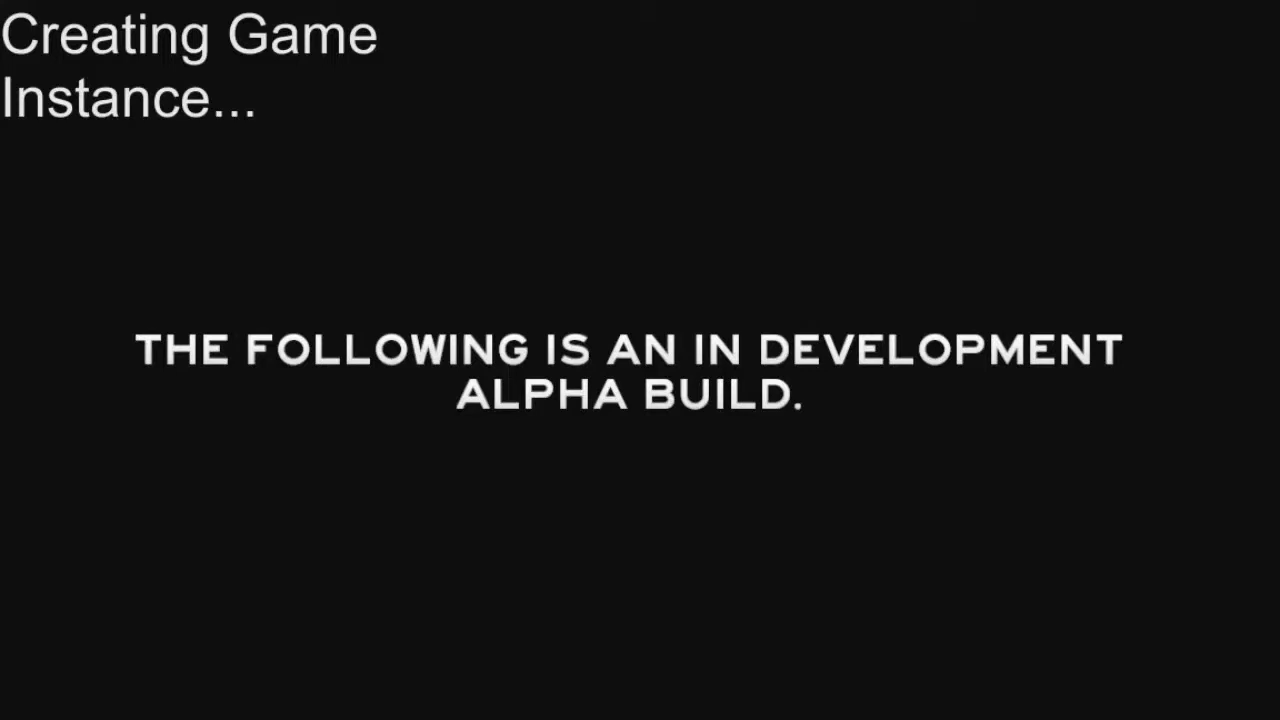 Creating Game
Instance...
THE FOLLOWING IS AN IN DEVELOPMENT
ALPHA BUILD.